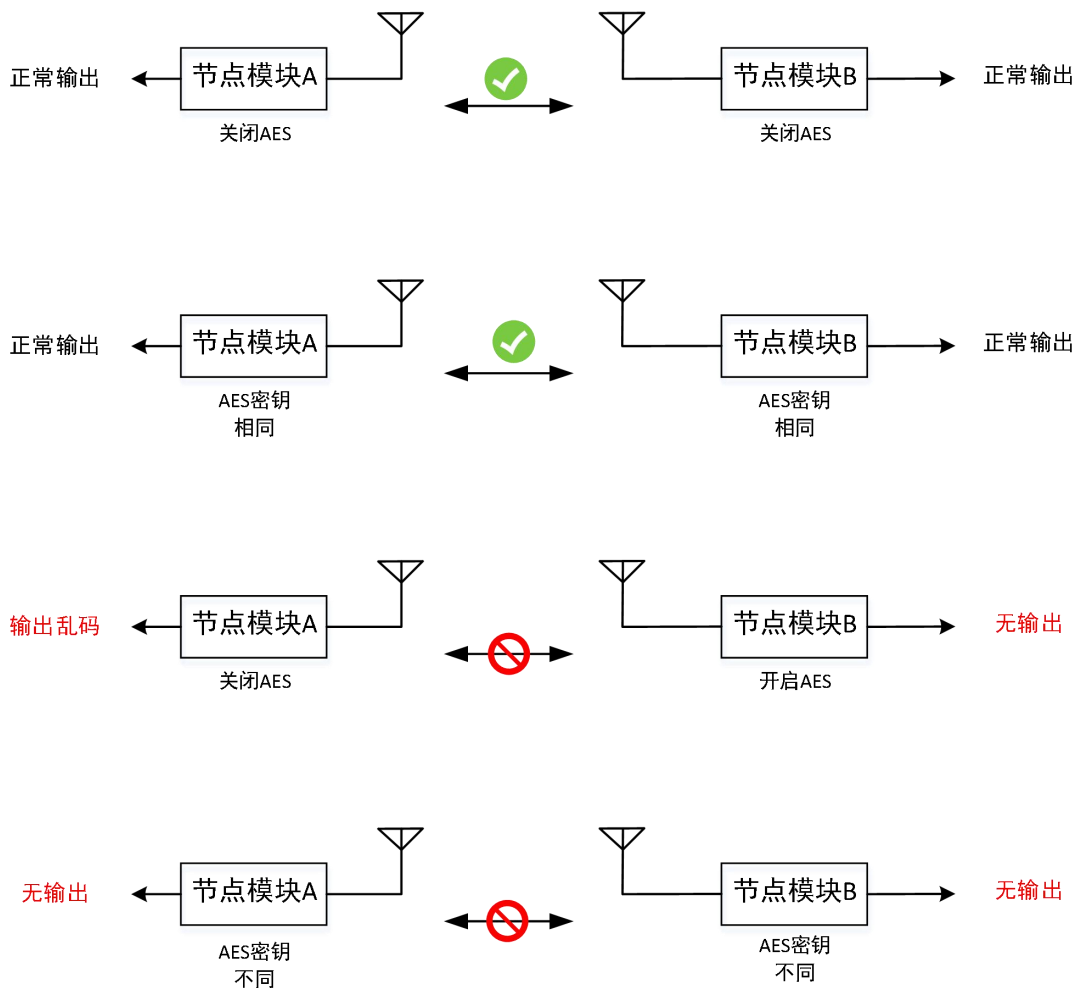 正常输出
节点模块A
关闭AES
节点模块B
关闭AES
正常输出
正常输出
节点模块A
AES密钥
相同
节点模块B
AES密钥
相同
正常输出
输出乱码
节点模块A
关闭AES
节点模块B
开启AES
无输出
无输出
节点模块A
AES密钥
不同
节点模块B
AES密钥
不同
无输出